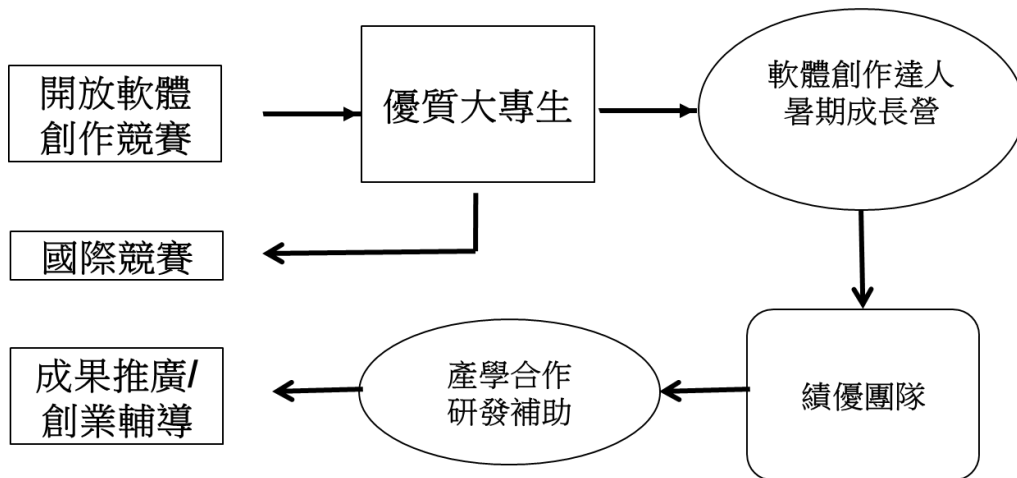 開放軟體
創作競賽
優質大專生
軟體創作達人
暑期成長營
國際競賽
成果推廣/
創業輔導
產學合作
研發補助
績優團隊